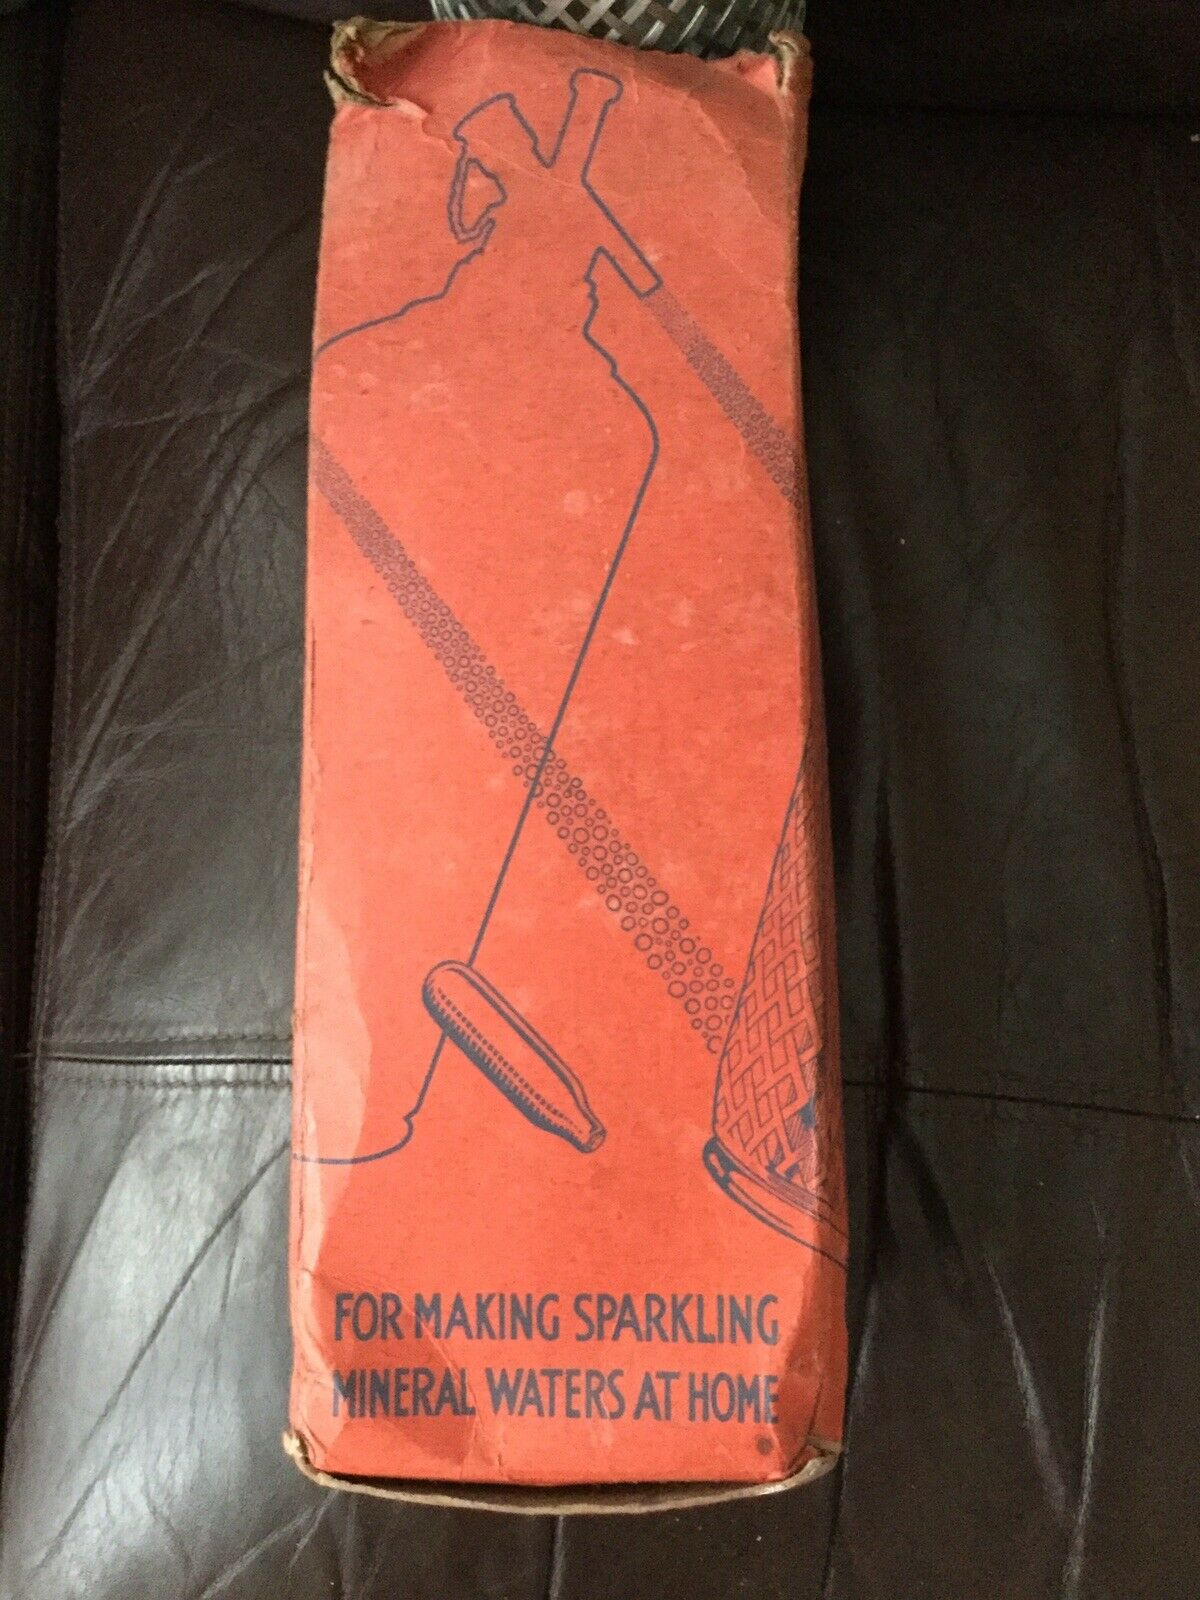 FOR MAKING SPARKLING
MINERAL WATERS AT HOME